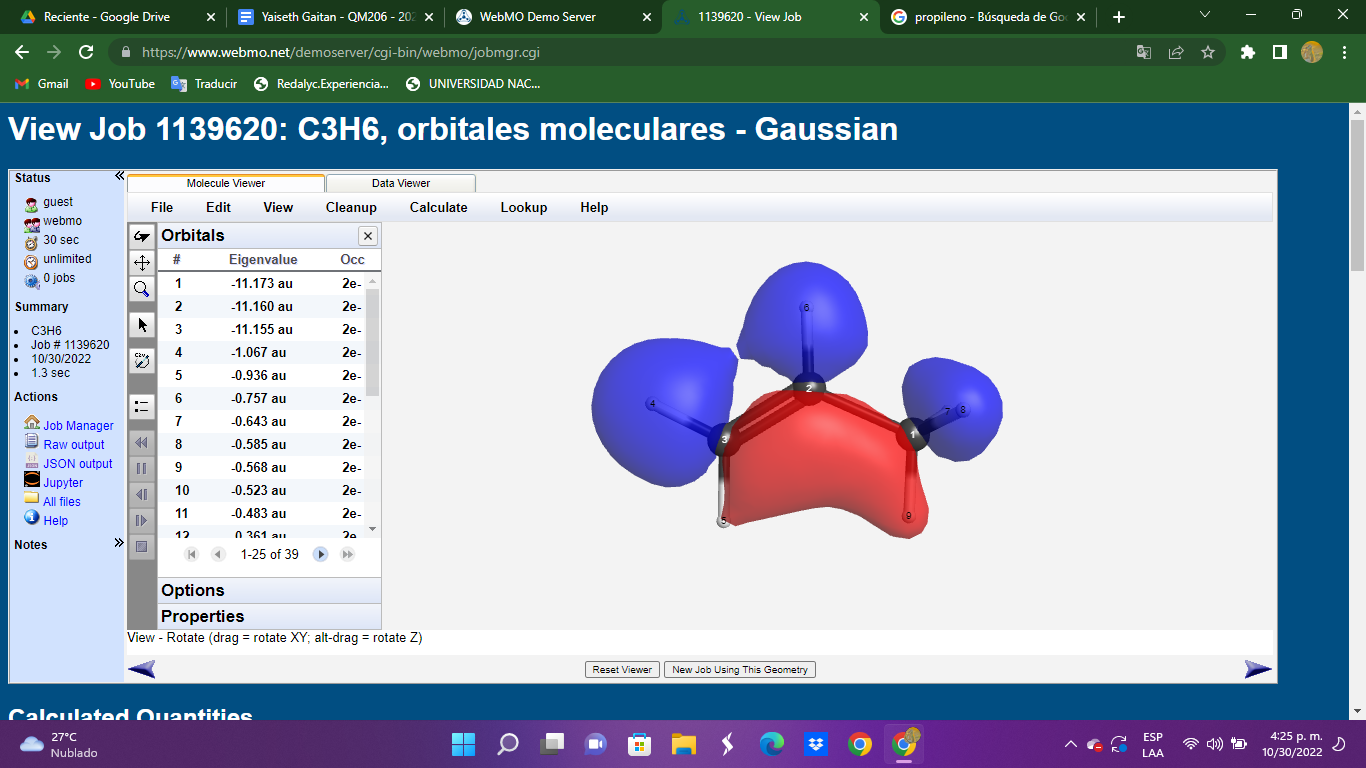 Reciente - Google Drive
Yaiseth Gaitan - QM206 - 202
WebMO Demo Server
1139620 - View Job
propileno - Búsqueda de Go
https://www.webmo.net/demoserver/cgi-bin/webmo/jobmgr.cgi
Gmail
YouTube
Traducir
Redalyc.Experiencia...
UNIVERSIDAD NAC...
View Job 1139620: C3H6, orbitales moleculares - Gaussian
Status
guest
webmo
30 sec
unlimited
0 jobs
Summary
C3H6
Job # 1139620
10/30/2022
1.3 sec
Actions
Job Manager
Raw output
JSON output
Jupyter
All files
Help
Notes
Molecule Viewer
Data Viewer
File Edit View Cleanup Calculate Lookup Help
Orbitals
# Eigenvalue Occ
1 -11.173 au 2e-
2 -11.160 au 2e-
3 -11.155 au 2e-
4 -1.067 au 2e-
5 -0.936 au 2e-
6 -0.757 au 2e-
7 -0.643 au 2e-
8 -0.585 au 2e-
9 -0.568 au 2e-
10 -0.523 au 2e-
11 -0.483 au 2e-
12 -0.361 au 2e-
1-25 of 39
Options
Properties
6
4
2
7
8
3
1
5
9
View - Rotate (drag = rotate XY; alt-drag = rotate Z)
Reset Viewer
New Job Using This Geometry
Calculated Quantities
27°C
Nublado
ESP
LAA
4:25 p. m.
10/30/2022